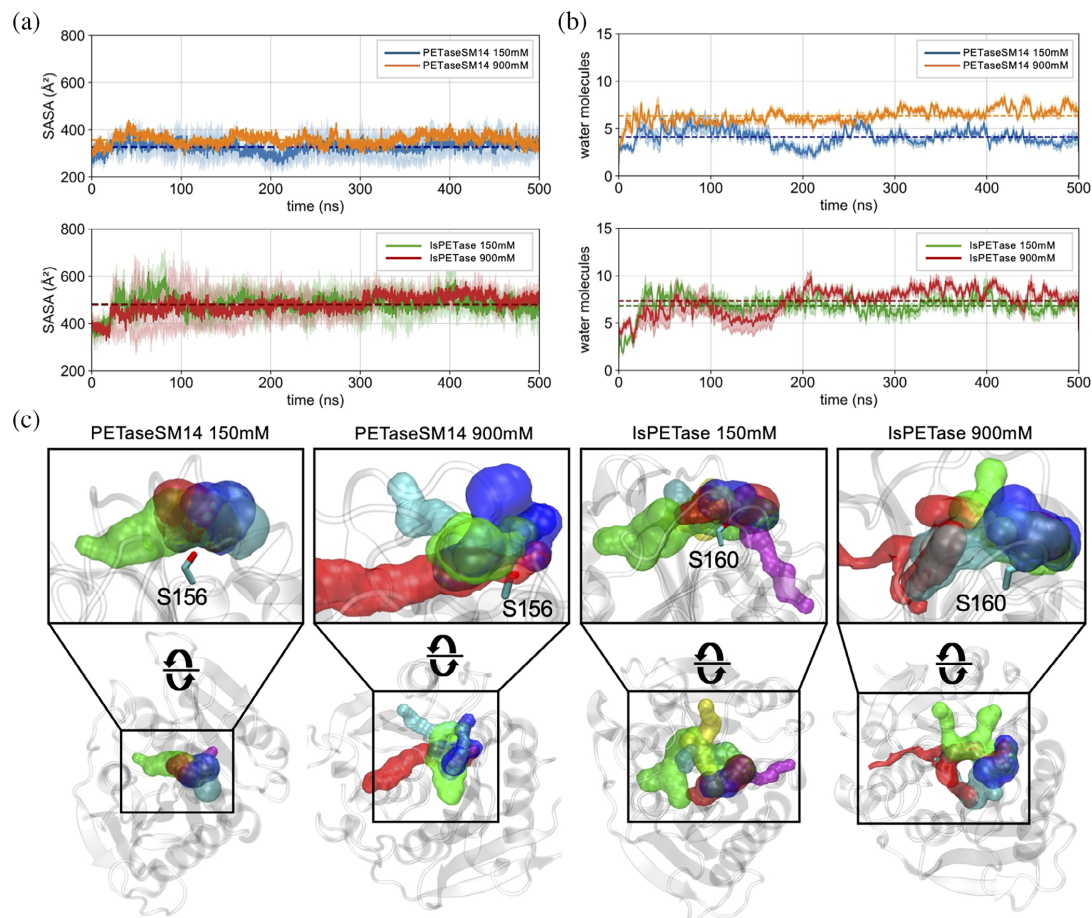 (a)
800
600
400
200
SASA (Å²)
PETaseSM14 150mM
PETaseSM14 900mM
0 100 200 300 400 500
time (ns)
800
600
400
200
SASA (Å²)
IsPETase 150mM
IsPETase 900mM
0 100 200 300 400 500
time (ns)
(b)
15
10
5
0
water molecules
PETaseSM14 150mM
PETaseSM14 900mM
0 100 200 300 400 500
time (ns)
15
10
5
0
water molecules
IsPETase 150mM
IsPETase 900mM
0 100 200 300 400 500
time (ns)
(c)
PETaseSM14 150mM
PETaseSM14 900mM
IsPETase 150mM
IsPETase 900mM
S156
S156
S160
S160